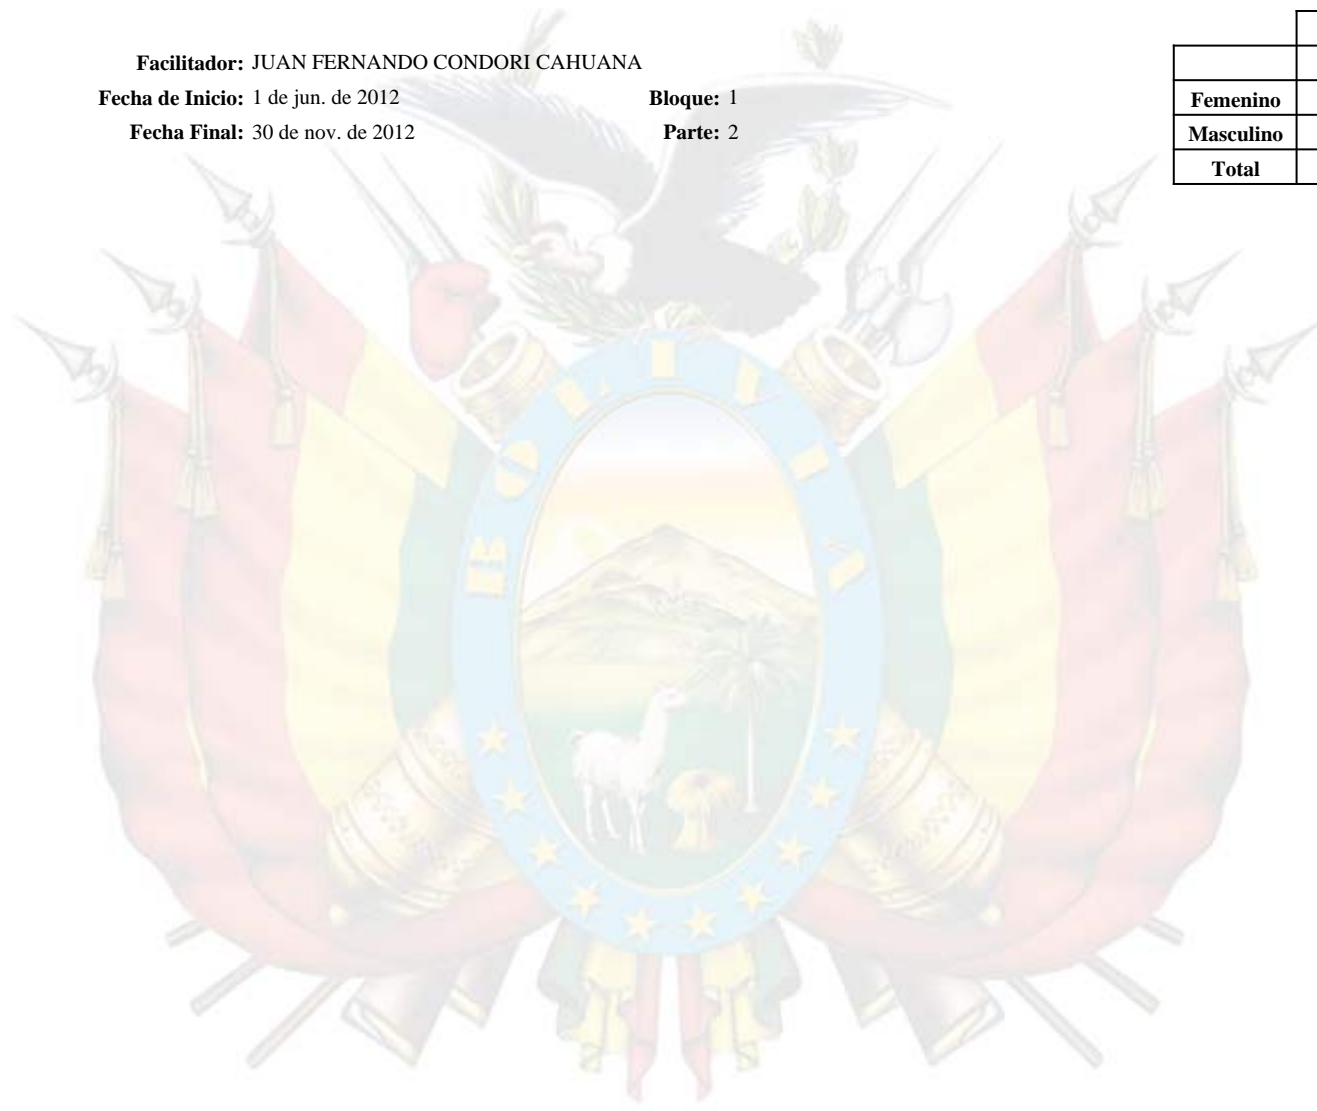 Facilitador: JUAN FERNANDO CONDORI CAHUANA
Fecha de Inicio: 1 de jun. de 2012 Bloque: 1
Fecha Final: 30 de nov. de 2012 Parte: 2
Femenino
Masculino
Total
BOLIVIA